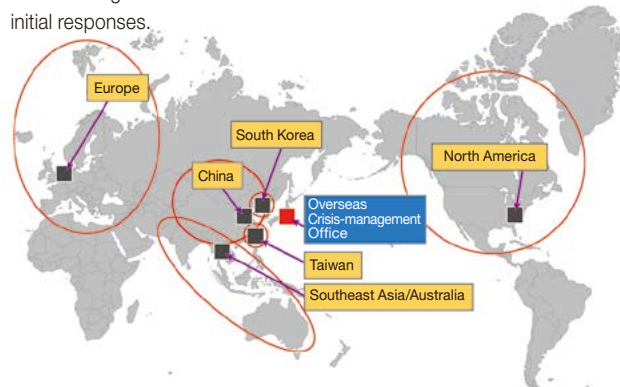 initial responses.
Europe
South Korea
China
North America
Overseas
Crisis-management
Office
Taiwan
Southeast Asia/Australia